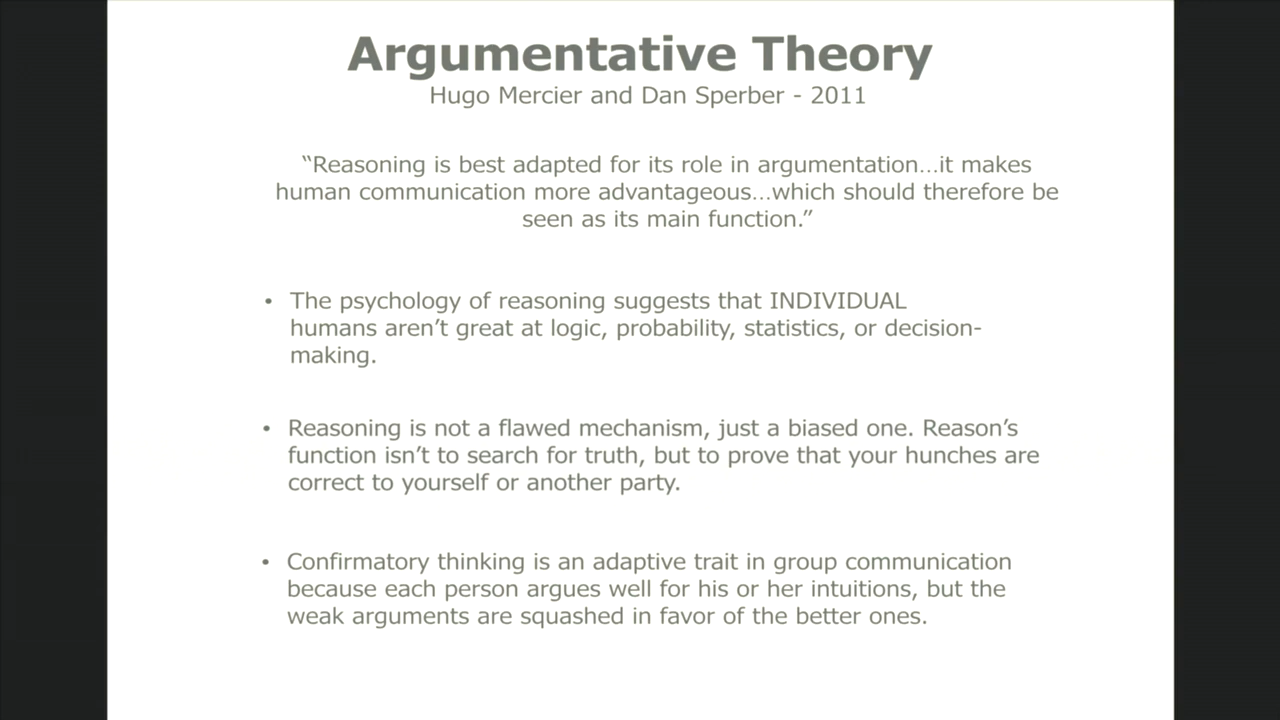 Argumentative Theory
Hugo Mercier and Dan Sperber - 2011
“Reasoning is best adapted for its role in argumentation…it makes
human communication more advantageous…which should therefore be
seen as its main function.”
• The psychology of reasoning suggests that INDIVIDUAL
humans aren’t great at logic, probability, statistics, or decision-
making.
• Reasoning is not a flawed mechanism, just a biased one. Reason’s
function isn’t to search for truth, but to prove that your hunches are
correct to yourself or another party.
• Confirmatory thinking is an adaptive trait in group communication
because each person argues well for his or her intuitions, but the
weak arguments are squashed in favor of the better ones.